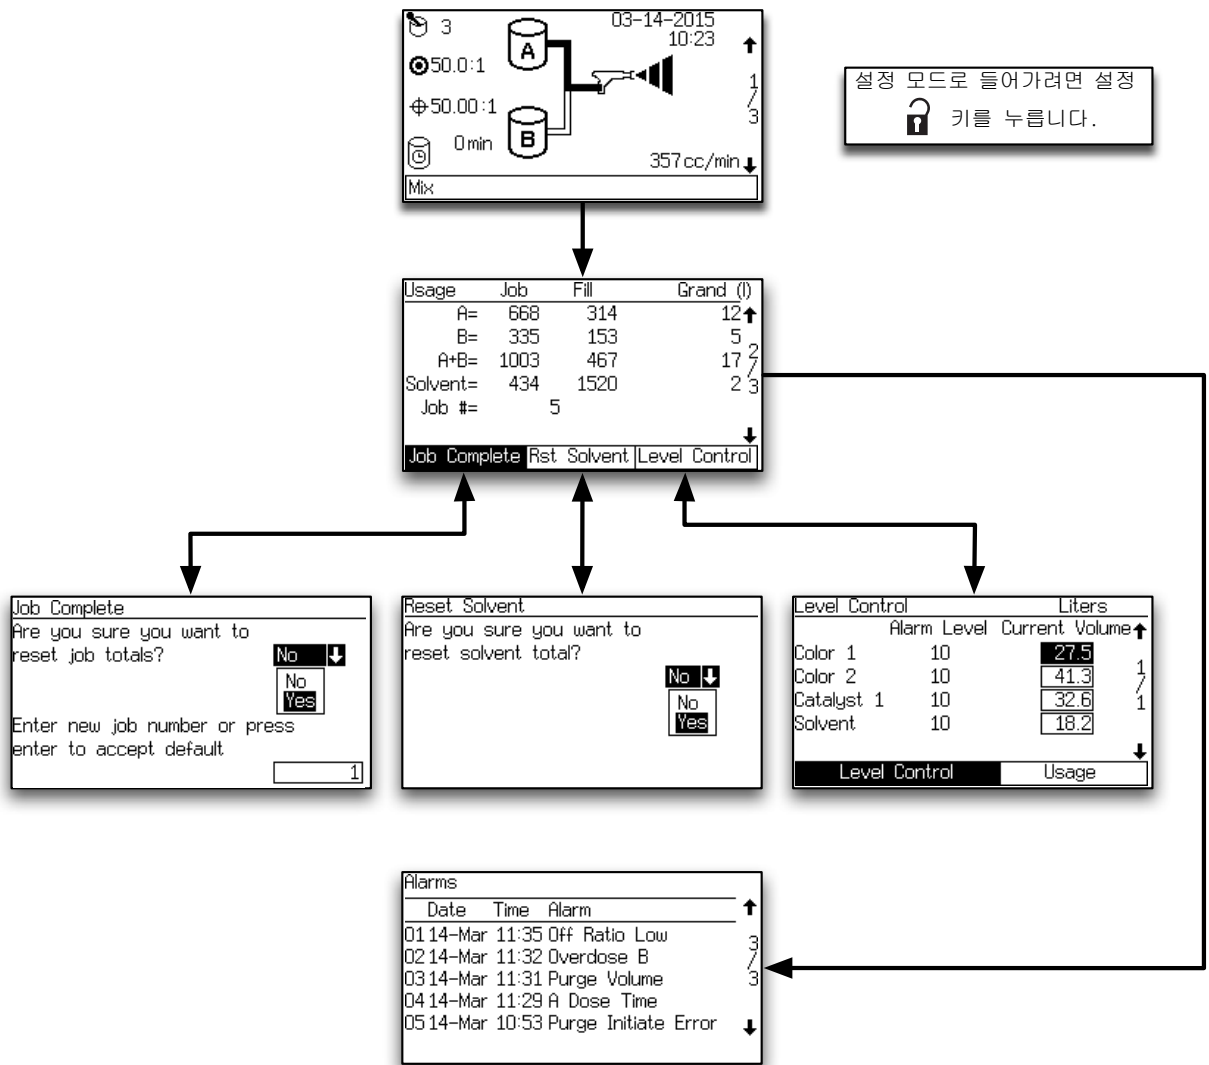 3
03-14-2015
10:23
A
50.0:1
1
/
3
50.00:1
B
0 min
357 cc/min
Mix
설정 모드로 들어가려면 설정
키를 누릅니다.
Usage Job Fill Grand (l)
A= 668 314 12
B= 335 153 5
A+B= 1003 467 17
Solvent= 434 1520 2
Job #= 5
2
/
3
Job Complete Rst Solvent Level Control
Job Complete
Are you sure you want to
reset job totals? No
No
Yes
Enter new job number or press
enter to accept default
1
Reset Solvent
Are you sure you want to
reset solvent total?
No
No
Yes
Level Control Liters
Alarm Level Current Volume
Color 1 10 27.5
Color 2 10 41.3
Catalyst 1 10 32.6
Solvent 10 18.2
1
/
1
Level Control Usage
Alarms
Date Time Alarm
01 14-Mar 11:35 Off Ratio Low
02 14-Mar 11:32 Overdose B
03 14-Mar 11:31 Purge Volume
04 14-Mar 11:29 A Dose Time
05 14-Mar 10:53 Purge Initiate Error
3
/
3